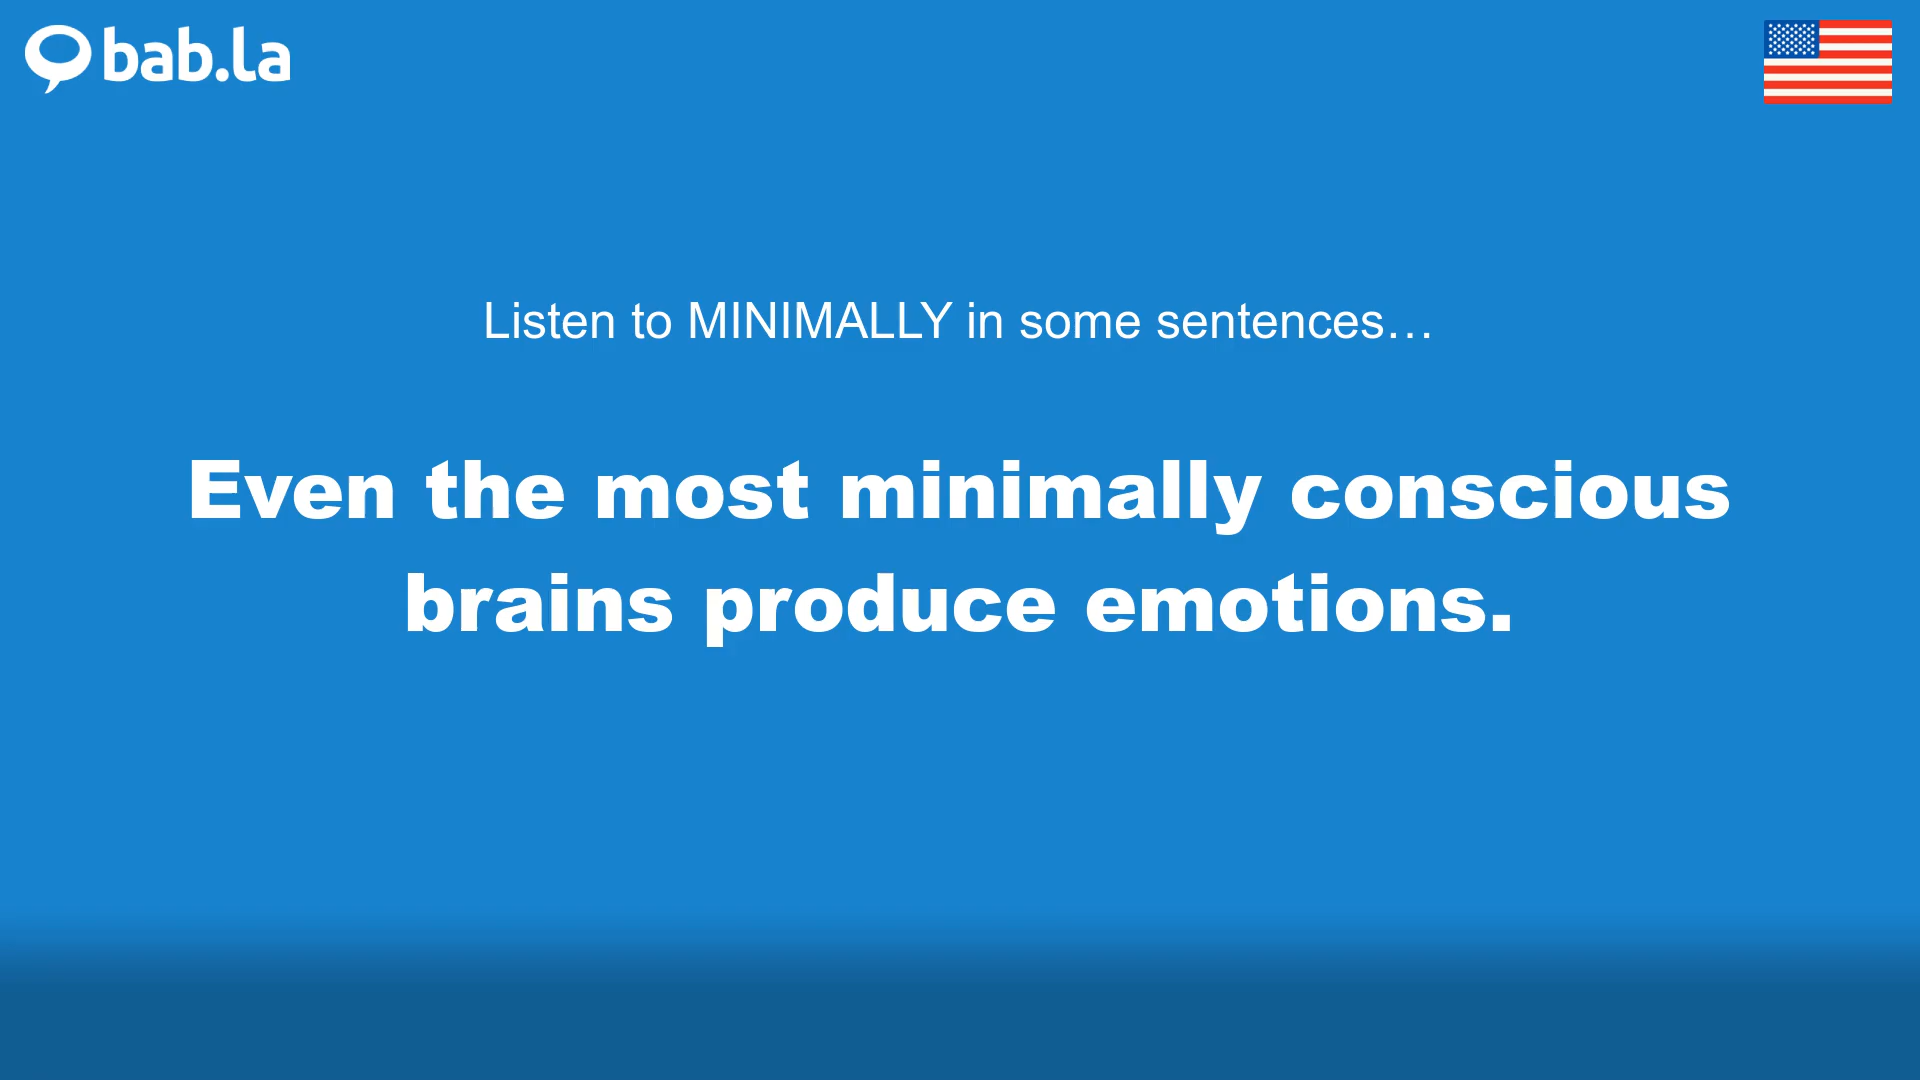 bab.la
Listen to MINIMALLY in some sentences…
Even the most minimally conscious
brains produce emotions.